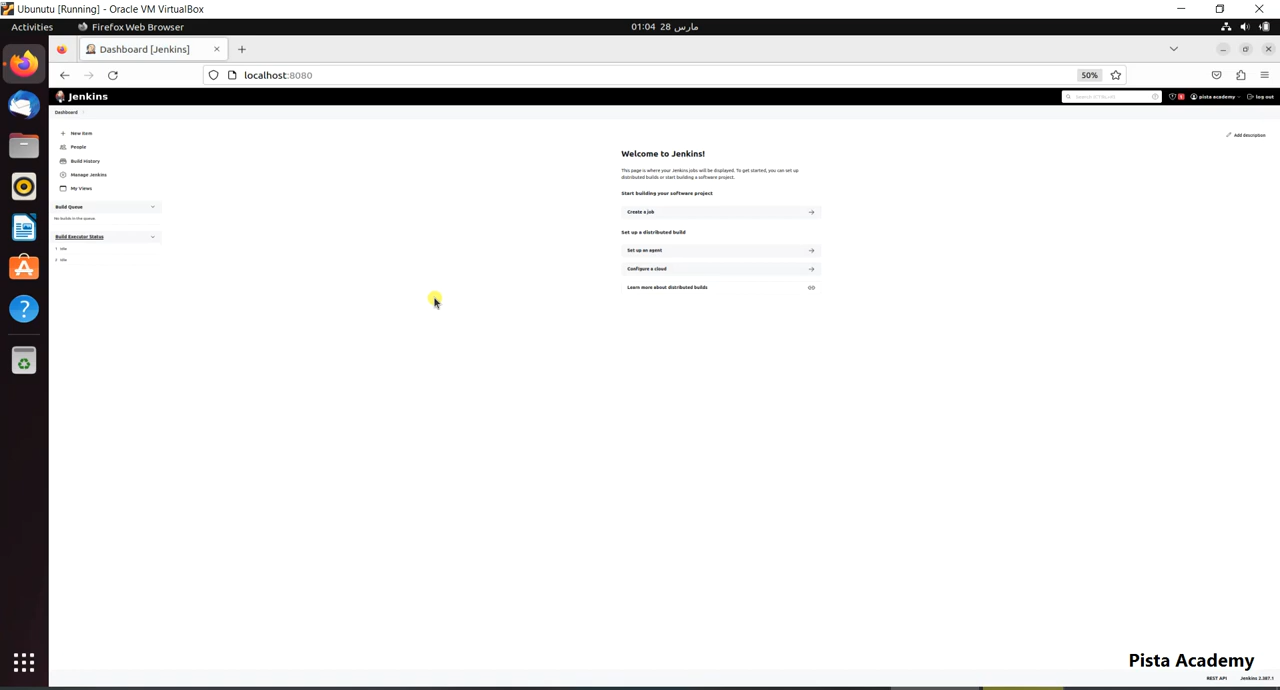 Ubunutu [Running] - Oracle VM VirtualBox
Activities
Firefox Web Browser
01:04 28 مارس
Dashboard [Jenkins]
localhost:8080
50%
Jenkins
Search (CTRL+K)
pista academy
log out
Dashboard
New Item
People
Build History
Manage Jenkins
My Views
Build Queue
No builds in the queue.
Build Executor Status
1 Idle
2 Idle
Add description
Welcome to Jenkins!
This page is where your Jenkins jobs will be displayed. To get started, you can set up
distributed builds or start building a software project.
Start building your software project
Create a job
Set up a distributed build
Set up an agent
Configure a cloud
Learn more about distributed builds
Pista Academy
REST API
Jenkins 2.387.1